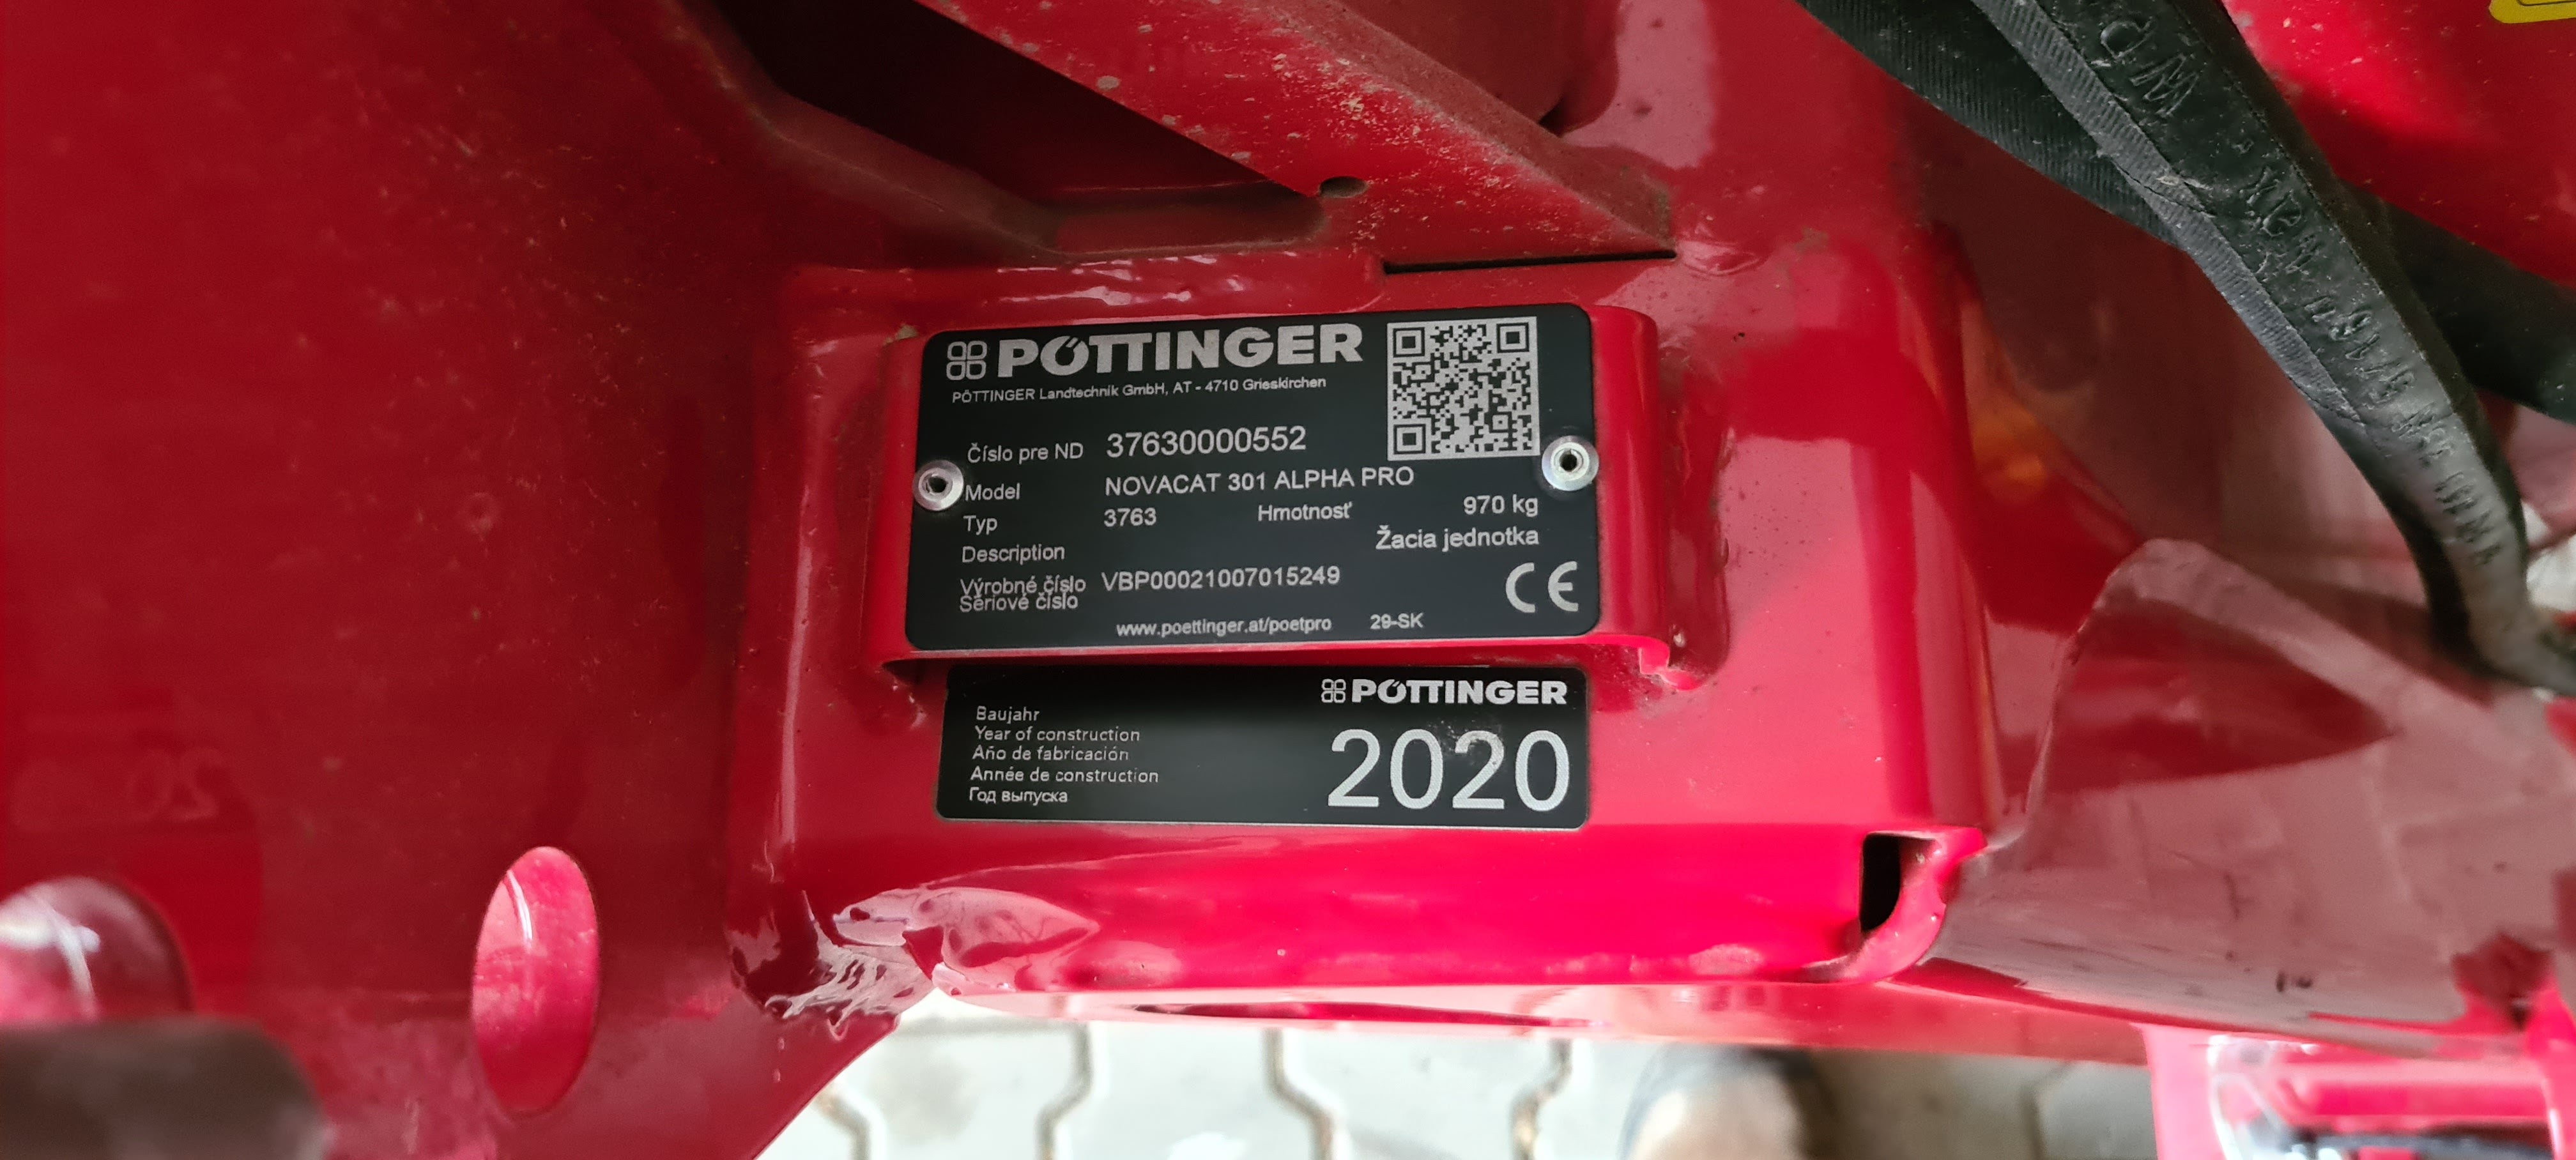 PÖTTINGER
PÖTTINGER Landtechnik GmbH, AT - 4710 Grieskirchen
Číslo pre ND 37630000552
Model NOVACAT 301 ALPHA PRO
Typ 3763 Hmotnosť 970 kg
Description Žacia jednotka
Výrobné číslo VBP00021007015249
Sériové číslo
CE
www.poettinger.at/poetpro 29-SK
PÖTTINGER
Baujahr
Year of construction
Año de fabricación
Année de construction
Год выпуска
2020